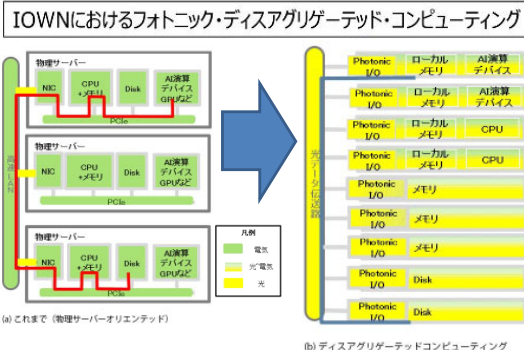 IOWNにおけるフォトニック・ディスアグリゲーテッド・コンピューティング
高速LAN
物理サーバー
NIC
CPU
+メモリ
Disk
AI演算
デバイス
GPUなど
PCIe
物理サーバー
NIC
CPU
+メモリ
Disk
AI演算
デバイス
GPUなど
PCIe
物理サーバー
NIC
CPU
+メモリ
Disk
AI演算
デバイス
GPUなど
PCIe
(a) これまで (物理サーバーオリエンテッド)
凡例
電気
光・電気
光
光データ伝送路
Photonic
I/O
ローカル
メモリ
AI演算
デバイス
Photonic
I/O
ローカル
メモリ
AI演算
デバイス
Photonic
I/O
ローカル
メモリ
CPU
Photonic
I/O
ローカル
メモリ
CPU
Photonic
I/O
メモリ
Photonic
I/O
メモリ
Photonic
I/O
メモリ
Photonic
I/O
Disk
Photonic
I/O
Disk
(b) ディスアグリゲーテッドコンピューティング